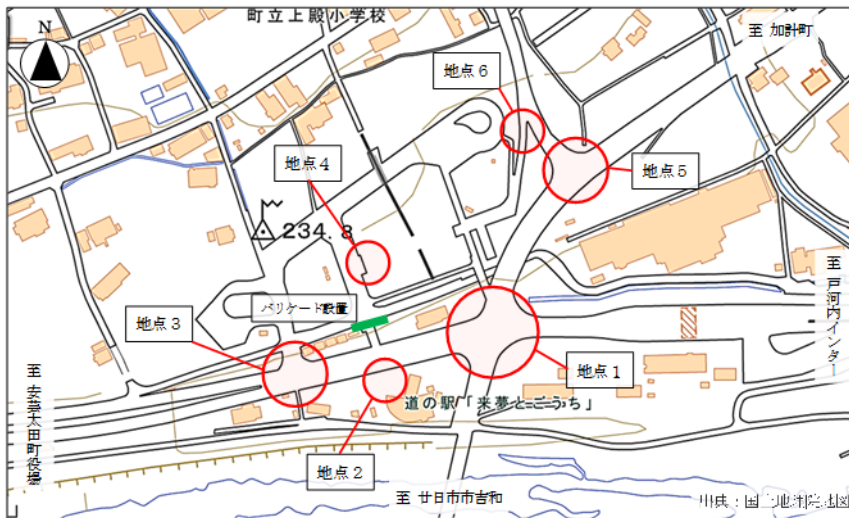 町立上殿小学校
至 加計町
N
地点６
地点4
地点５
234.3
バリケード設置
地点３
地点１
至 戸河内インター
至 安芸太田町役場
道の駅「来夢とごうち」
地点２
至 廿日市市吉和
出典：国土地理院地図